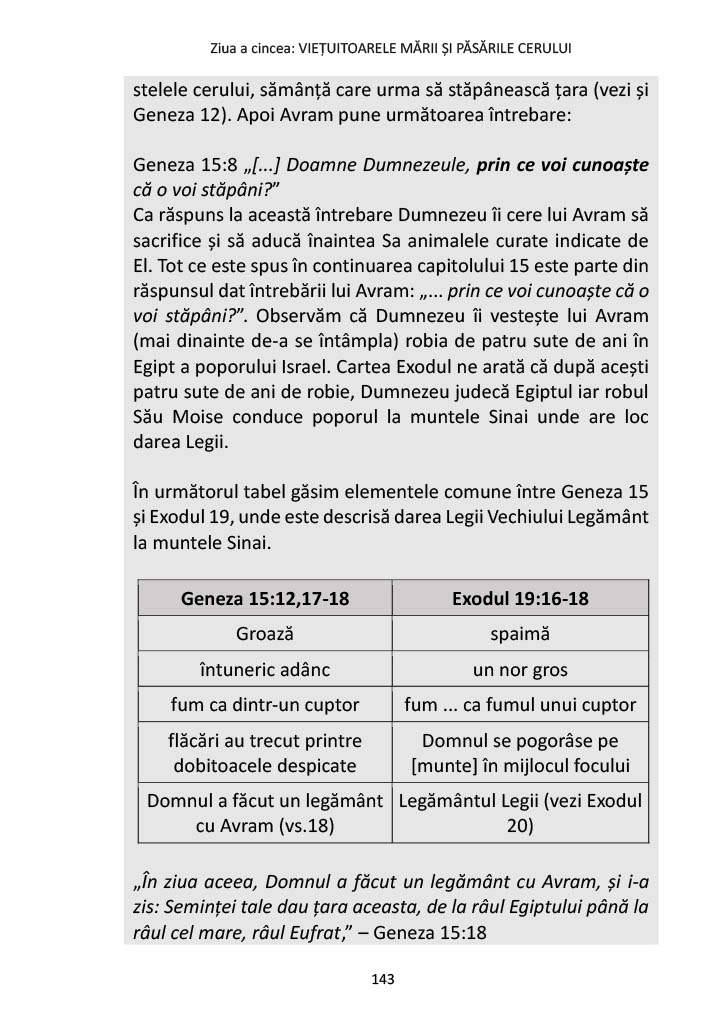 Ziua a cincea: VIEȚUITOARELE MĂRII ȘI PĂSĂRILE CERULUI
stelele cerului, sămânță care urma să stăpânească țara (vezi și
Geneza 12). Apoi Avram pune următoarea întrebare:
Geneza 15:8 „[...] Doamne Dumnezeule, prin ce voi cunoaște
că o voi stăpâni?”
Ca răspuns la această întrebare Dumnezeu îi cere lui Avram să
sacrifice și să aducă înaintea Sa animalele curate indicate de
El. Tot ce este spus în continuarea capitolului 15 este parte din
răspunsul dat întrebării lui Avram: „... prin ce voi cunoaște că o
voi stăpâni?”. Observăm că Dumnezeu îi vestește lui Avram
(mai dinainte de-a se întâmpla) robia de patru sute de ani în
Egipt a poporului Israel. Cartea Exodul ne arată că după acești
patru sute de ani de robie, Dumnezeu judecă Egiptul iar robul
Său Moise conduce poporul la muntele Sinai unde are loc
darea Legii.
În următorul tabel găsim elementele comune între Geneza 15
și Exodul 19, unde este descrisă darea Legii Vechiului Legământ
la muntele Sinai.
Geneza 15:12,17-18 Exodul 19:16-18
Groază spaimă
întuneric adânc un nor gros
fum ca dintr-un cuptor fum ... ca fumul unui cuptor
flăcări au trecut printre Domnul se pogorâse pe
dobitoacele despicate [munte] în mijlocul focului
Domnul a făcut un legământ Legământul Legii (vezi Exodul
cu Avram (vs.18) 20)
„În ziua aceea, Domnul a făcut un legământ cu Avram, și i-a
zis: Seminței tale dau țara aceasta, de la râul Egiptului până la
râul cel mare, râul Eufrat,” – Geneza 15:18
143